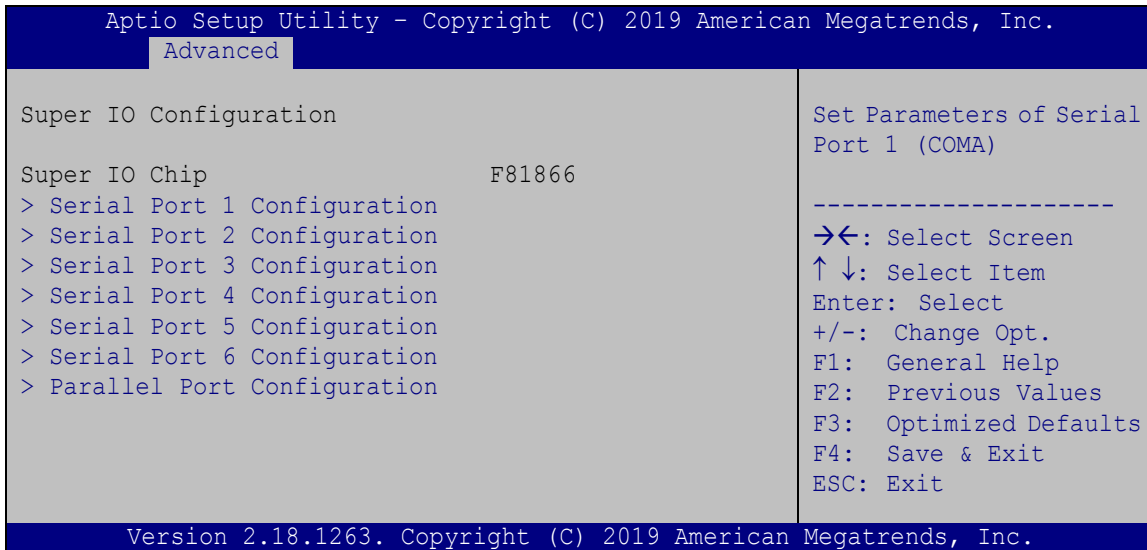 Aptio Setup Utility – Copyright (C) 2019 American Megatrends, Inc.
Advanced
Super IO Configuration
Super IO Chip F81866
> Serial Port 1 Configuration
> Serial Port 2 Configuration
> Serial Port 3 Configuration
> Serial Port 4 Configuration
> Serial Port 5 Configuration
> Serial Port 6 Configuration
> Parallel Port Configuration
Set Parameters of Serial
Port 1 (COMA)
---------------------
→←: Select Screen
↑ ↓: Select Item
Enter: Select
+/-: Change Opt.
F1: General Help
F2: Previous Values
F3: Optimized Defaults
F4: Save & Exit
ESC: Exit
Version 2.18.1263. Copyright (C) 2019 American Megatrends, Inc.